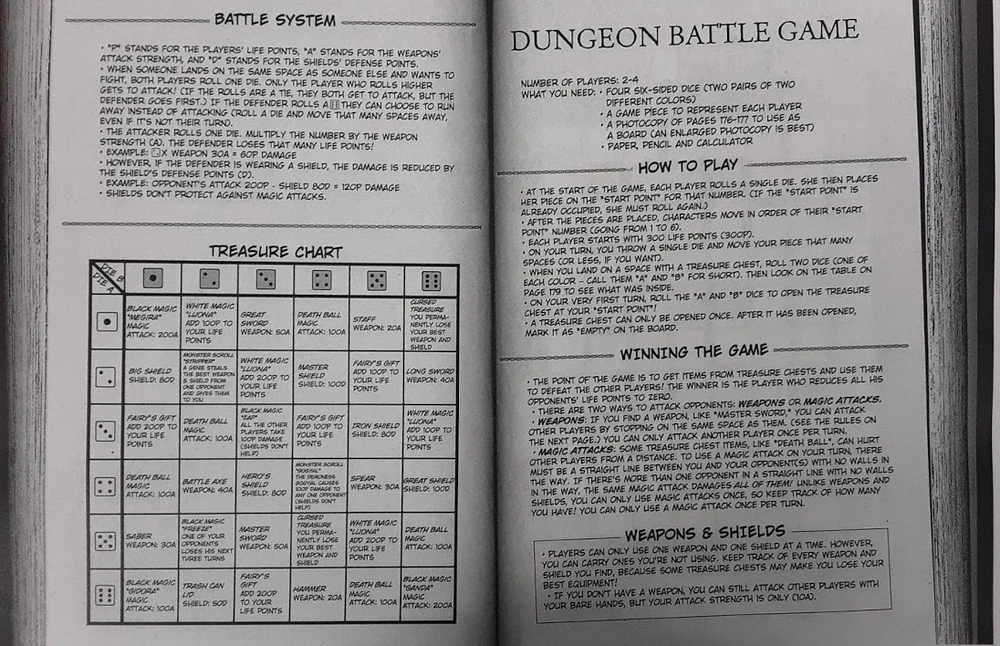 BATTLE SYSTEM
• "P" STANDS FOR THE PLAYERS' LIFE POINTS, "A" STANDS FOR THE WEAPONS'
ATTACK STRENGTH, AND "D" STANDS FOR THE SHIELDS' DEFENSE POINTS.
• WHEN SOMEONE LANDS ON THE SAME SPACE AS SOMEONE ELSE AND WANTS TO
FIGHT, BOTH PLAYERS ROLL ONE DIE. ONLY THE PLAYER WHO ROLLS HIGHER
GETS TO ATTACK! (IF THE ROLLS ARE A TIE, THEY BOTH GET TO ATTACK, BUT THE
DEFENDER GOES FIRST.) IF THE DEFENDER ROLLS A THEY CAN CHOOSE TO RUN
AWAY INSTEAD OF ATTACKING (ROLL A DIE AND MOVE THAT MANY SPACES AWAY,
EVEN IF IT'S NOT THEIR TURN).
• THE ATTACKER ROLLS ONE DIE. MULTIPLY THE NUMBER BY THE WEAPON
STRENGTH (A). THE DEFENDER LOSES THAT MANY LIFE POINTS!
• EXAMPLE: X WEAPON 30A = 60P DAMAGE
• HOWEVER, IF THE DEFENDER IS WEARING A SHIELD, THE DAMAGE IS REDUCED BY
THE SHIELD'S DEFENSE POINTS (D).
• EXAMPLE: OPPONENT'S ATTACK 200P - SHIELD 80D = 120P DAMAGE
• SHIELDS DON'T PROTECT AGAINST MAGIC ATTACKS.
TREASURE CHART
DIE B
DIE A
BLACK MAGIC
"MEGIRA"
MAGIC
ATTACK: 200A
WHITE MAGIC
"LUONA"
ADD 100P TO
YOUR LIFE
POINTS
GREAT
SWORD
WEAPON: 50A
DEATH BALL
MAGIC
ATTACK: 100A
STAFF
WEAPON: 20A
CURSED
TREASURE
YOU PERMA-
NENTLY LOSE
YOUR BEST
WEAPON AND
SHIELD
BIG SHIELD
SHIELD: 80D
MONSTER SCROLL
"STRIPPER"
A GENIE STEALS
THE BEST WEAPON
& SHIELD FROM
ONE OPPONENT
AND GIVES THEM
TO YOU
WHITE MAGIC
"LUONA"
ADD 200P TO
YOUR LIFE
POINTS
MASTER
SHIELD
SHIELD: 100D
FAIRY'S GIFT
ADD 100P TO
YOUR LIFE
POINTS
LONG SWORD
WEAPON: 40A
FAIRY'S GIFT
ADD 200P TO
YOUR LIFE
POINTS
DEATH BALL
MAGIC
ATTACK: 100A
BLACK MAGIC
"ZAP"
ALL THE OTHER
PLAYERS TAKE
100P DAMAGE
(SHIELDS DON'T
HELP)
FAIRY'S GIFT
ADD 100P TO
YOUR LIFE
POINTS
IRON SHIELD
SHIELD: 80D
WHITE MAGIC
"LUONA"
ADD 100P TO
YOUR LIFE
POINTS
DEATH BALL
MAGIC
ATTACK: 100A
BATTLE AXE
WEAPON: 40A
HERO'S
SHIELD
SHIELD: 80D
MONSTER SCROLL
THE DEMONESS
CAUSES
100P DAMAGE TO
ANY ONE OPPONENT
(SHIELDS DON'T
HELP)
SPEAR
WEAPON: 30A
GREAT SHIELD
SHIELD: 100D
SABER
WEAPON: 30A
BLACK MAGIC
"FREEZE"
ONE OF YOUR
OPPONENTS
LOSES HIS NEXT
THREE TURNS
MASTER
SWORD
WEAPON: 50A
CURSED
TREASURE
YOU PERMA-
NENTLY LOSE
YOUR BEST
WEAPON AND
SHIELD
WHITE MAGIC
"LUONA"
ADD 100P TO
YOUR LIFE
POINTS
DEATH BALL
MAGIC
ATTACK: 100A
BLACK MAGIC
"GIDORA"
MAGIC
ATTACK: 100A
TRASH CAN
LID
SHIELD: 50D
FAIRY'S
GIFT
ADD 200P
TO YOUR
LIFE POINTS
HAMMER
WEAPON: 20A
DEATH BALL
MAGIC
ATTACK: 100A
BLACK MAGIC
"GANDA"
MAGIC
ATTACK: 200A
DUNGEON BATTLE GAME
NUMBER OF PLAYERS: 2-4
WHAT YOU NEED: • FOUR SIX-SIDED DICE (TWO PAIRS OF TWO
DIFFERENT COLORS)
• A GAME PIECE TO REPRESENT EACH PLAYER
• A PHOTOCOPY OF PAGES 176-177 TO USE AS
A BOARD (AN ENLARGED PHOTOCOPY IS BEST)
• PAPER, PENCIL AND CALCULATOR
HOW TO PLAY
• AT THE START OF THE GAME, EACH PLAYER ROLLS A SINGLE DIE. SHE THEN PLACES
HER PIECE ON THE "START POINT" FOR THAT NUMBER. (IF THE "START POINT" IS
ALREADY OCCUPIED, SHE MUST ROLL AGAIN.)
• AFTER THE PIECES ARE PLACED, CHARACTERS MOVE IN ORDER OF THEIR "START
POINT" NUMBER (GOING FROM 1 TO 6).
• EACH PLAYER STARTS WITH 300 LIFE POINTS (300P).
• ON YOUR TURN, YOU THROW A SINGLE DIE AND MOVE YOUR PIECE THAT MANY
SPACES (OR LESS, IF YOU WANT).
• WHEN YOU LAND ON A SPACE WITH A TREASURE CHEST, ROLL TWO DICE (ONE OF
EACH COLOR - CALL THEM "A" AND "B" FOR SHORT). THEN LOOK ON THE TABLE ON
PAGE 179 TO SEE WHAT WAS INSIDE.
• ON YOUR VERY FIRST TURN, ROLL THE "A" AND "B" DICE TO OPEN THE TREASURE
CHEST AT YOUR "START POINT"!
• A TREASURE CHEST CAN ONLY BE OPENED ONCE. AFTER IT HAS BEEN OPENED,
MARK IT AS "EMPTY" ON THE BOARD.
WINNING THE GAME
• THE POINT OF THE GAME IS TO GET ITEMS FROM TREASURE CHESTS AND USE THEM
TO DEFEAT THE OTHER PLAYERS! THE WINNER IS THE PLAYER WHO REDUCES ALL HIS
OPPONENTS' LIFE POINTS TO ZERO.
• THERE ARE TWO WAYS TO ATTACK OPPONENTS: WEAPONS OR MAGIC ATTACKS.
• WEAPONS: IF YOU FIND A WEAPON, LIKE "MASTER SWORD," YOU CAN ATTACK
OTHER PLAYERS BY STOPPING ON THE SAME SPACE AS THEM. (SEE THE RULES ON
THE NEXT PAGE.) YOU CAN ONLY ATTACK ANOTHER PLAYER ONCE PER TURN.
• MAGIC ATTACKS: SOME TREASURE CHEST ITEMS, LIKE "DEATH BALL", CAN HURT
OTHER PLAYERS FROM A DISTANCE. TO USE A MAGIC ATTACK ON YOUR TURN, THERE
MUST BE A STRAIGHT LINE BETWEEN YOU AND YOUR OPPONENT(S) WITH NO WALLS IN
THE WAY. IF THERE'S MORE THAN ONE OPPONENT IN A STRAIGHT LINE WITH NO WALLS
IN THE WAY, THE SAME MAGIC ATTACK DAMAGES ALL OF THEM! UNLIKE WEAPONS AND
SHIELDS, YOU CAN ONLY USE MAGIC ATTACKS ONCE, SO KEEP TRACK OF HOW MANY
YOU HAVE! YOU CAN ONLY USE A MAGIC ATTACK ONCE PER TURN.
WEAPONS & SHIELDS
• PLAYERS CAN ONLY USE ONE WEAPON AND ONE SHIELD AT A TIME. HOWEVER,
YOU CAN CARRY ONES YOU'RE NOT USING. KEEP TRACK OF EVERY WEAPON AND
SHIELD YOU FIND, BECAUSE SOME TREASURE CHESTS MAY MAKE YOU LOSE YOUR
BEST EQUIPMENT!
• IF YOU DON'T HAVE A WEAPON, YOU CAN STILL ATTACK OTHER PLAYERS WITH
YOUR BARE HANDS, BUT YOUR ATTACK STRENGTH IS ONLY (10A).